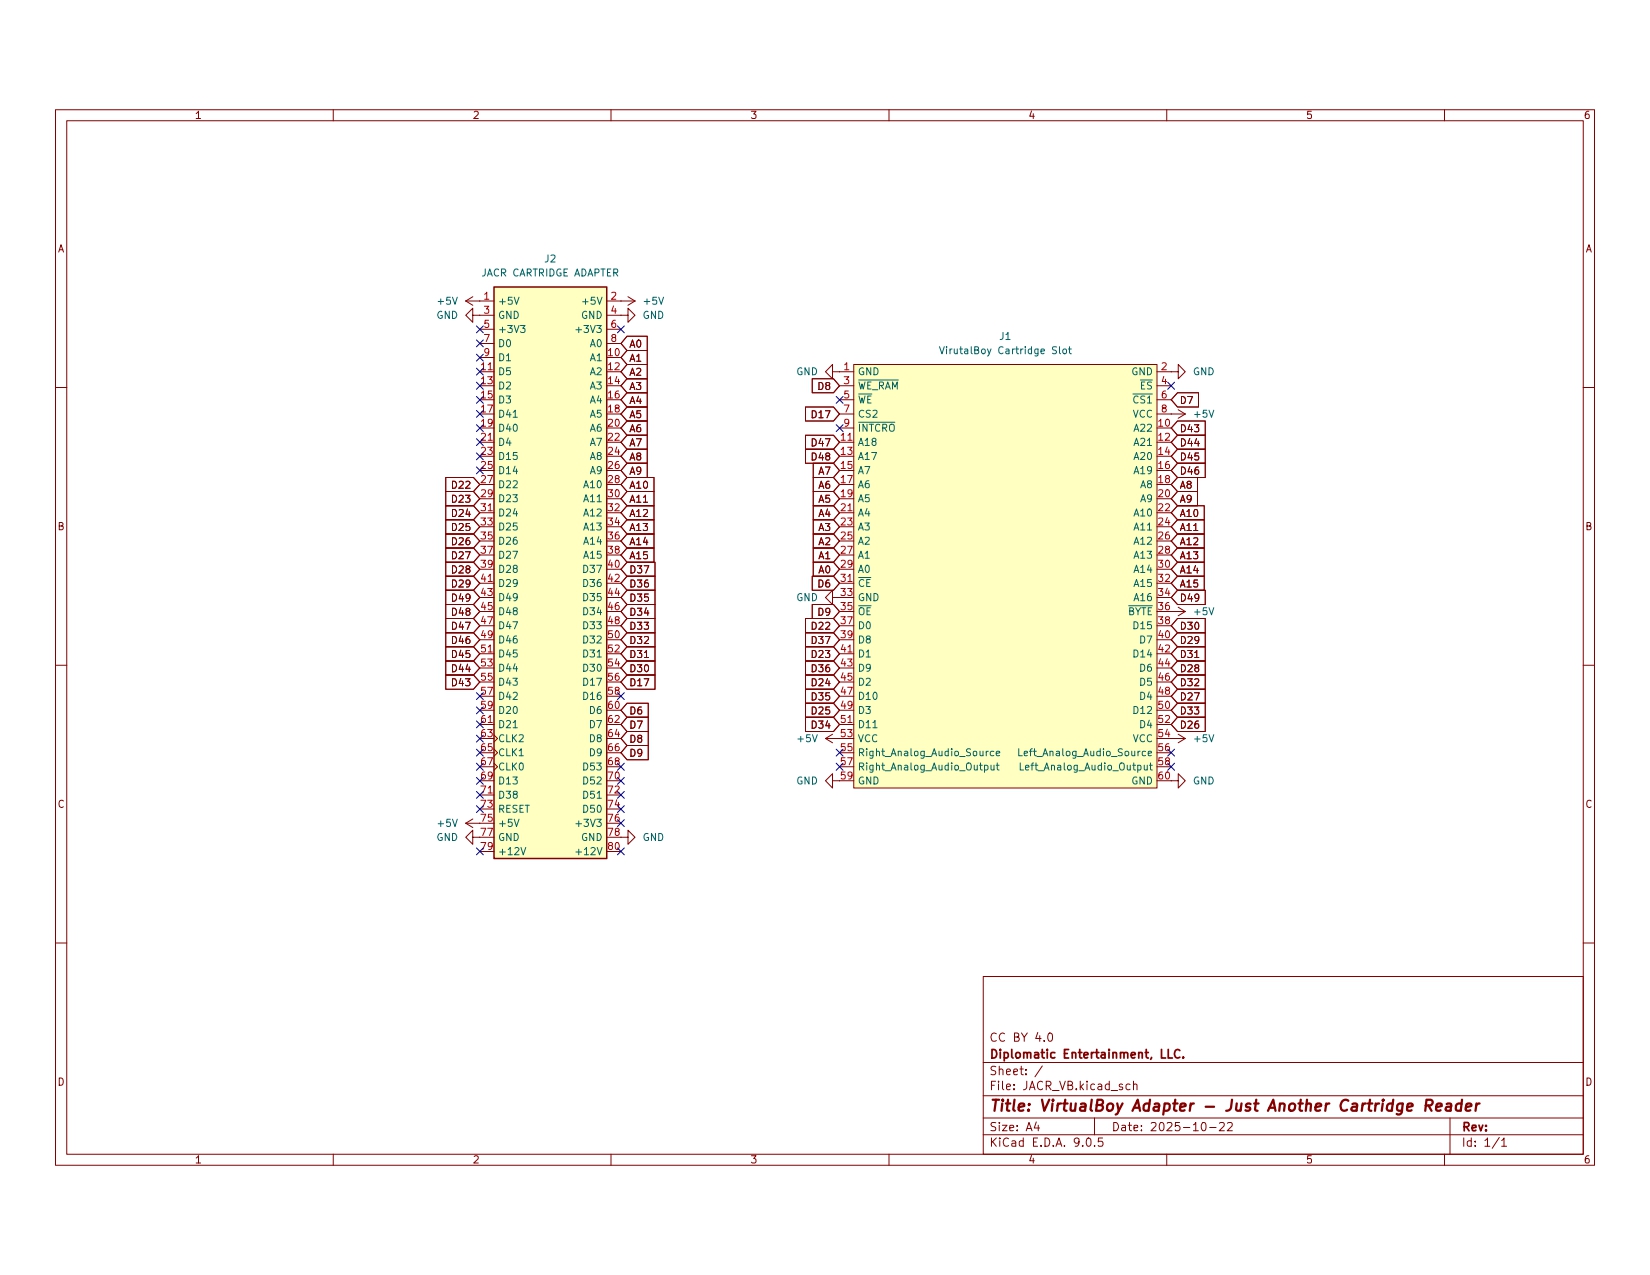 1 2 3 4 5 6
A A
J2
JACR CARTRIDGE ADAPTER
+5V 1 +5V +5V 2 +5V
GND 3 GND GND 4 GND
5 +3V3 +3V3 6
7 D0 A0 8 A0
9 D1 A1 10 A1
11 D5 A2 12 A2
13 D2 A3 14 A3
15 D3 A4 16 A4
17 D41 A5 18 A5
19 D40 A6 20 A6
21 D4 A7 22 A7
23 D15 A8 24 A8
25 D14 A9 26 A9
D22 27 D22 A10 28 A10
D23 29 D23 A11 30 A11
D24 31 D24 A12 32 A12
D25 33 D25 A13 34 A13
D26 35 D26 A14 36 A14
D27 37 D27 A15 38 A15
D28 39 D28 D37 40 D37
D29 41 D29 D36 42 D36
D49 43 D49 D35 44 D35
D48 45 D48 D34 46 D34
D47 47 D47 D33 48 D33
D46 49 D46 D32 50 D32
D45 51 D45 D31 52 D31
D44 53 D44 D30 54 D30
D43 55 D43 D17 56 D17
57 D42 D16 58
59 D20 D6 60 D6
61 D21 D7 62 D7
63 CLK2 D8 64 D8
65 CLK1 D9 66 D9
67 CLK0 D53 68
69 D13 D52 70
71 D38 D51 72
73 RESET D50 74
+5V 75 +5V +3V3 76
GND 77 GND GND 78 GND
79 +12V +12V 80
J1
VirutalBoy Cartridge Slot
GND 1 GND GND 2 GND
D8 3 WE_RAM ES 4
5 WE CS1 6 D7
D17 7 CS2 VCC 8 +5V
9 INTCRO A22 10 D43
D47 11 A18 A21 12 D44
D48 13 A17 A20 14 D45
A7 15 A7 A19 16 D46
A6 17 A6 A8 18 A8
A5 19 A5 A9 20 A9
A4 21 A4 A10 22 A10
A3 23 A3 A11 24 A11
A2 25 A2 A12 26 A12
A1 27 A1 A13 28 A13
A0 29 A0 A14 30 A14
D6 31 CE A15 32 A15
GND 33 GND A16 34 D49
D9 35 OE BYTE 36 +5V
D22 37 D0 D15 38 D30
D37 39 D8 D7 40 D29
D23 41 D1 D14 42 D31
D36 43 D9 D6 44 D28
D24 45 D2 D5 46 D32
D35 47 D10 D4 48 D27
D25 49 D3 D12 50 D33
D34 51 D11 D4 52 D26
+5V 53 VCC VCC 54 +5V
55 Right_Analog_Audio_Source Left_Analog_Audio_Source 56
57 Right_Analog_Audio_Output Left_Analog_Audio_Output 58
GND 59 GND GND 60 GND
B B
C C
D D
CC BY 4.0
Diplomatic Entertainment, LLC.
Sheet: /
File: JACR_VB.kicad_sch
Title: VirtualBoy Adapter – Just Another Cartridge Reader
Size: A4 Date: 2025-10-22 Rev:
KiCad E.D.A. 9.0.5 Id: 1/1
1 2 3 4 5 6